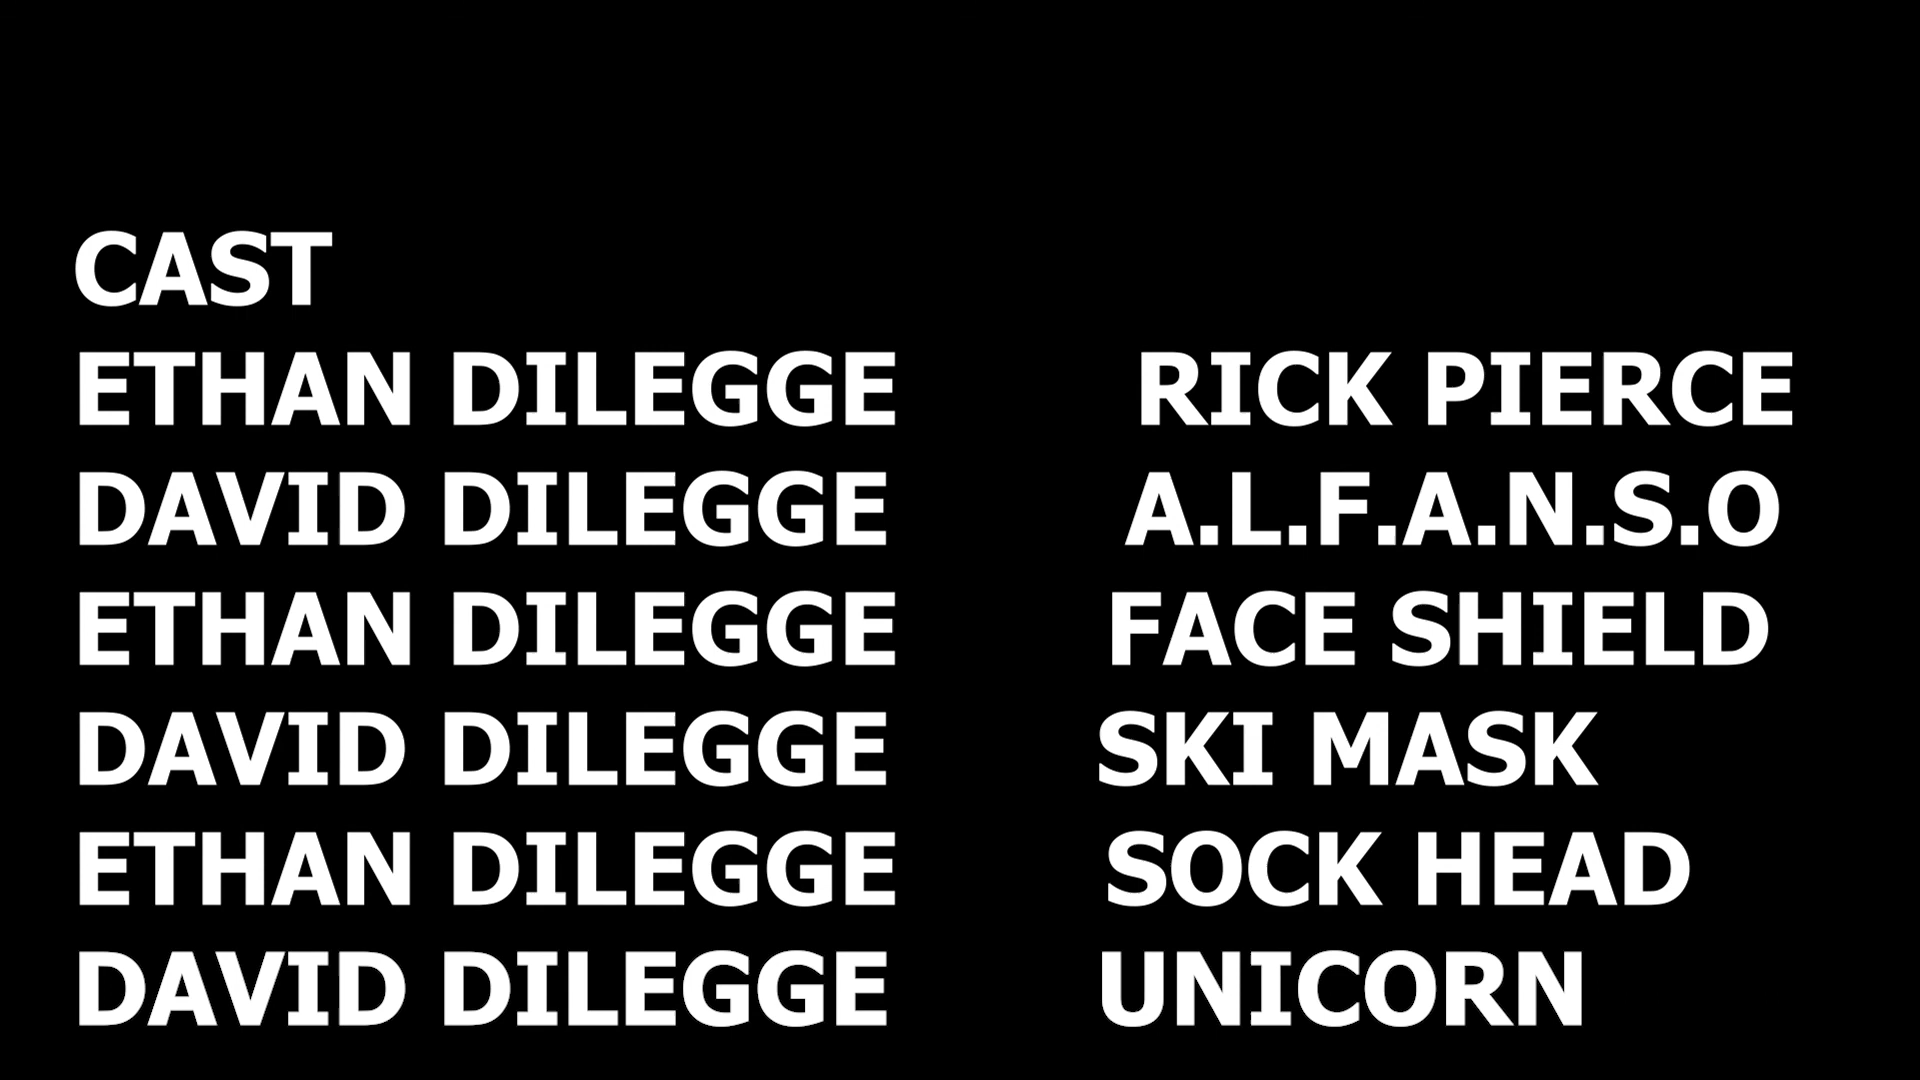 CAST
ETHAN DILEGGE RICK PIERCE
DAVID DILEGGE A.L.F.A.N.S.O
ETHAN DILEGGE FACE SHIELD
DAVID DILEGGE SKI MASK
ETHAN DILEGGE SOCK HEAD
DAVID DILEGGE UNICORN